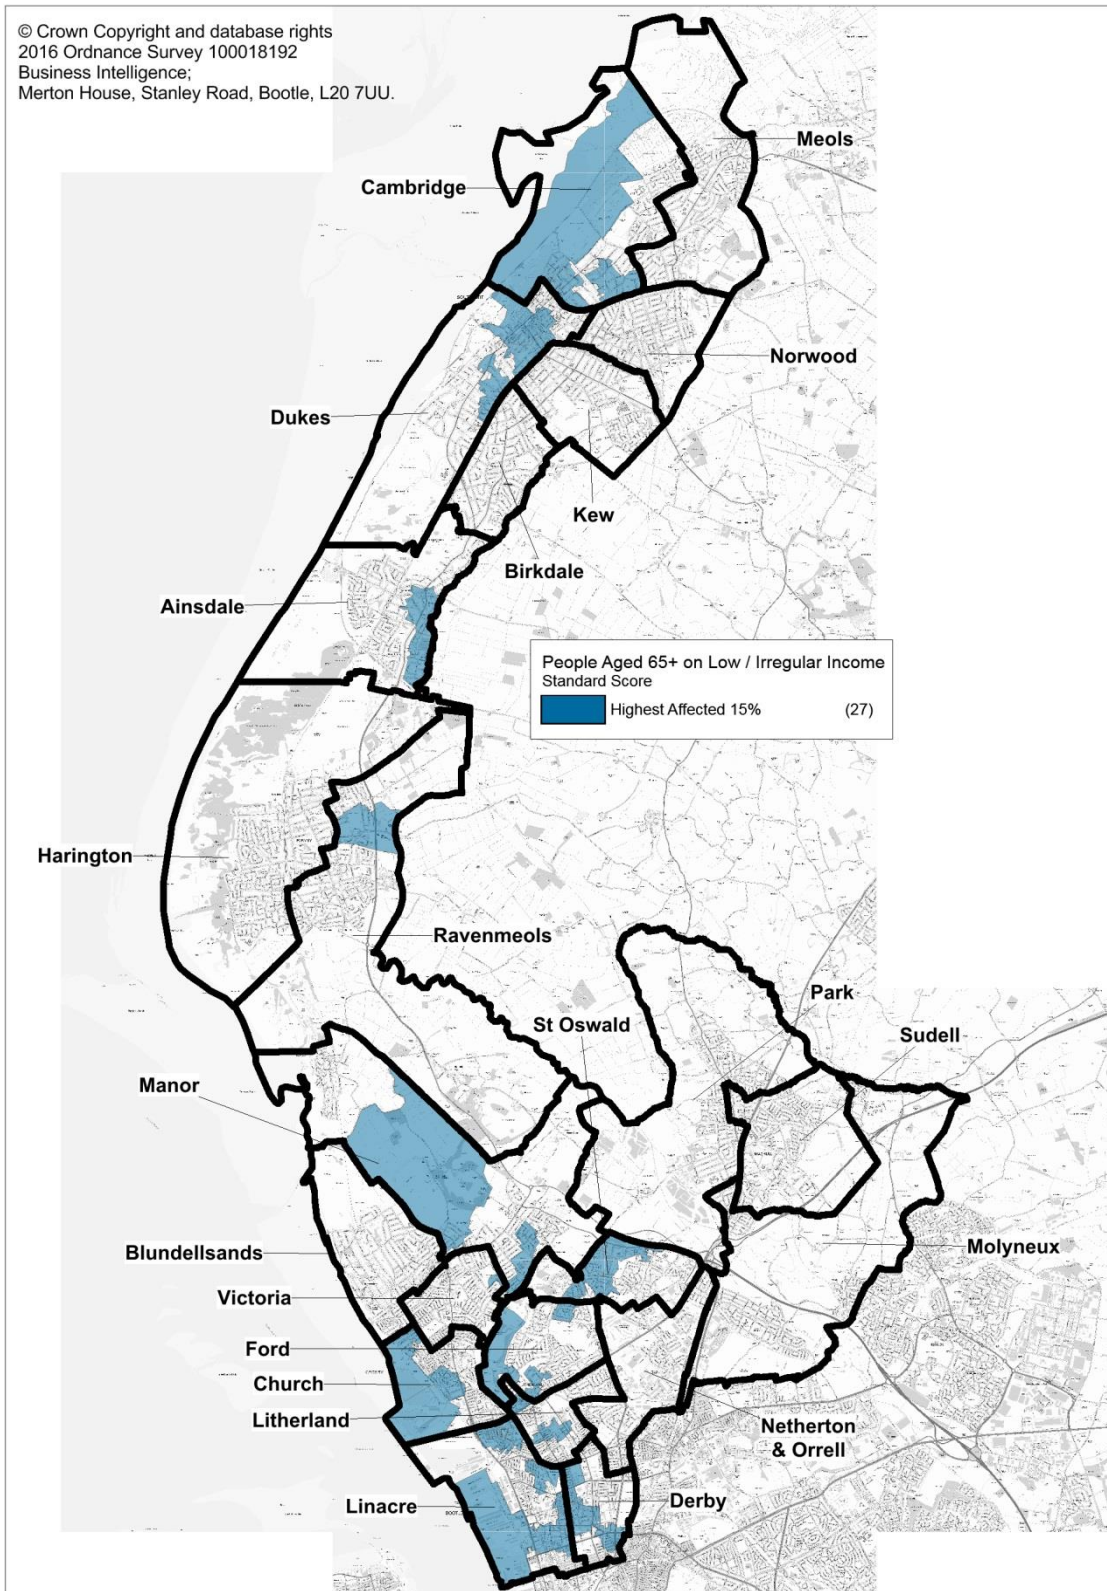 © Crown Copyright and database rights
2016 Ordnance Survey 100018192
Business Intelligence;
Merton House, Stanley Road, Bootle, L20 7UU.
Meols
Cambridge
Norwood
Dukes
Kew
Birkdale
Ainsdale
People Aged 65+ on Low / Irregular Income
Standard Score
Highest Affected 15% (27)
Harington
Ravenmeols
Park
St Oswald
Sudell
Manor
Molyneux
Blundellsands
Victoria
Ford
Church
Litherland
Netherton
& Orrell
Linacre
Derby